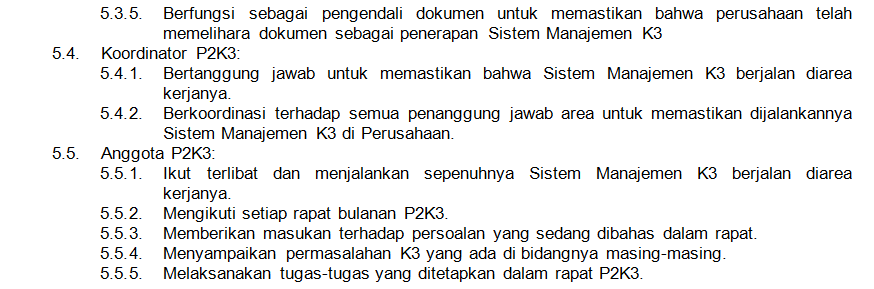 5.3.5. Berfungsi sebagai pengendali dokumen untuk memastikan bahwa perusahaan telah
memelihara dokumen sebagai penerapan Sistem Manajemen K3
5.4. Koordinator P2K3:
5.4.1. Bertanggung jawab untuk memastikan bahwa Sistem Manajemen K3 berjalan diarea
kerjanya.
5.4.2. Berkoordinasi terhadap semua penanggung jawab area untuk memastikan dijalankannya
Sistem Manajemen K3 di Perusahaan.
5.5. Anggota P2K3:
5.5.1. Ikut terlibat dan menjalankan sepenuhnya Sistem Manajemen K3 berjalan diarea
kerjanya.
5.5.2. Mengikuti setiap rapat bulanan P2K3.
5.5.3. Memberikan masukan terhadap persoalan yang sedang dibahas dalam rapat.
5.5.4. Menyampaikan permasalahan K3 yang ada di bidangnya masing-masing.
5.5.5. Melaksanakan tugas-tugas yang ditetapkan dalam rapat P2K3.